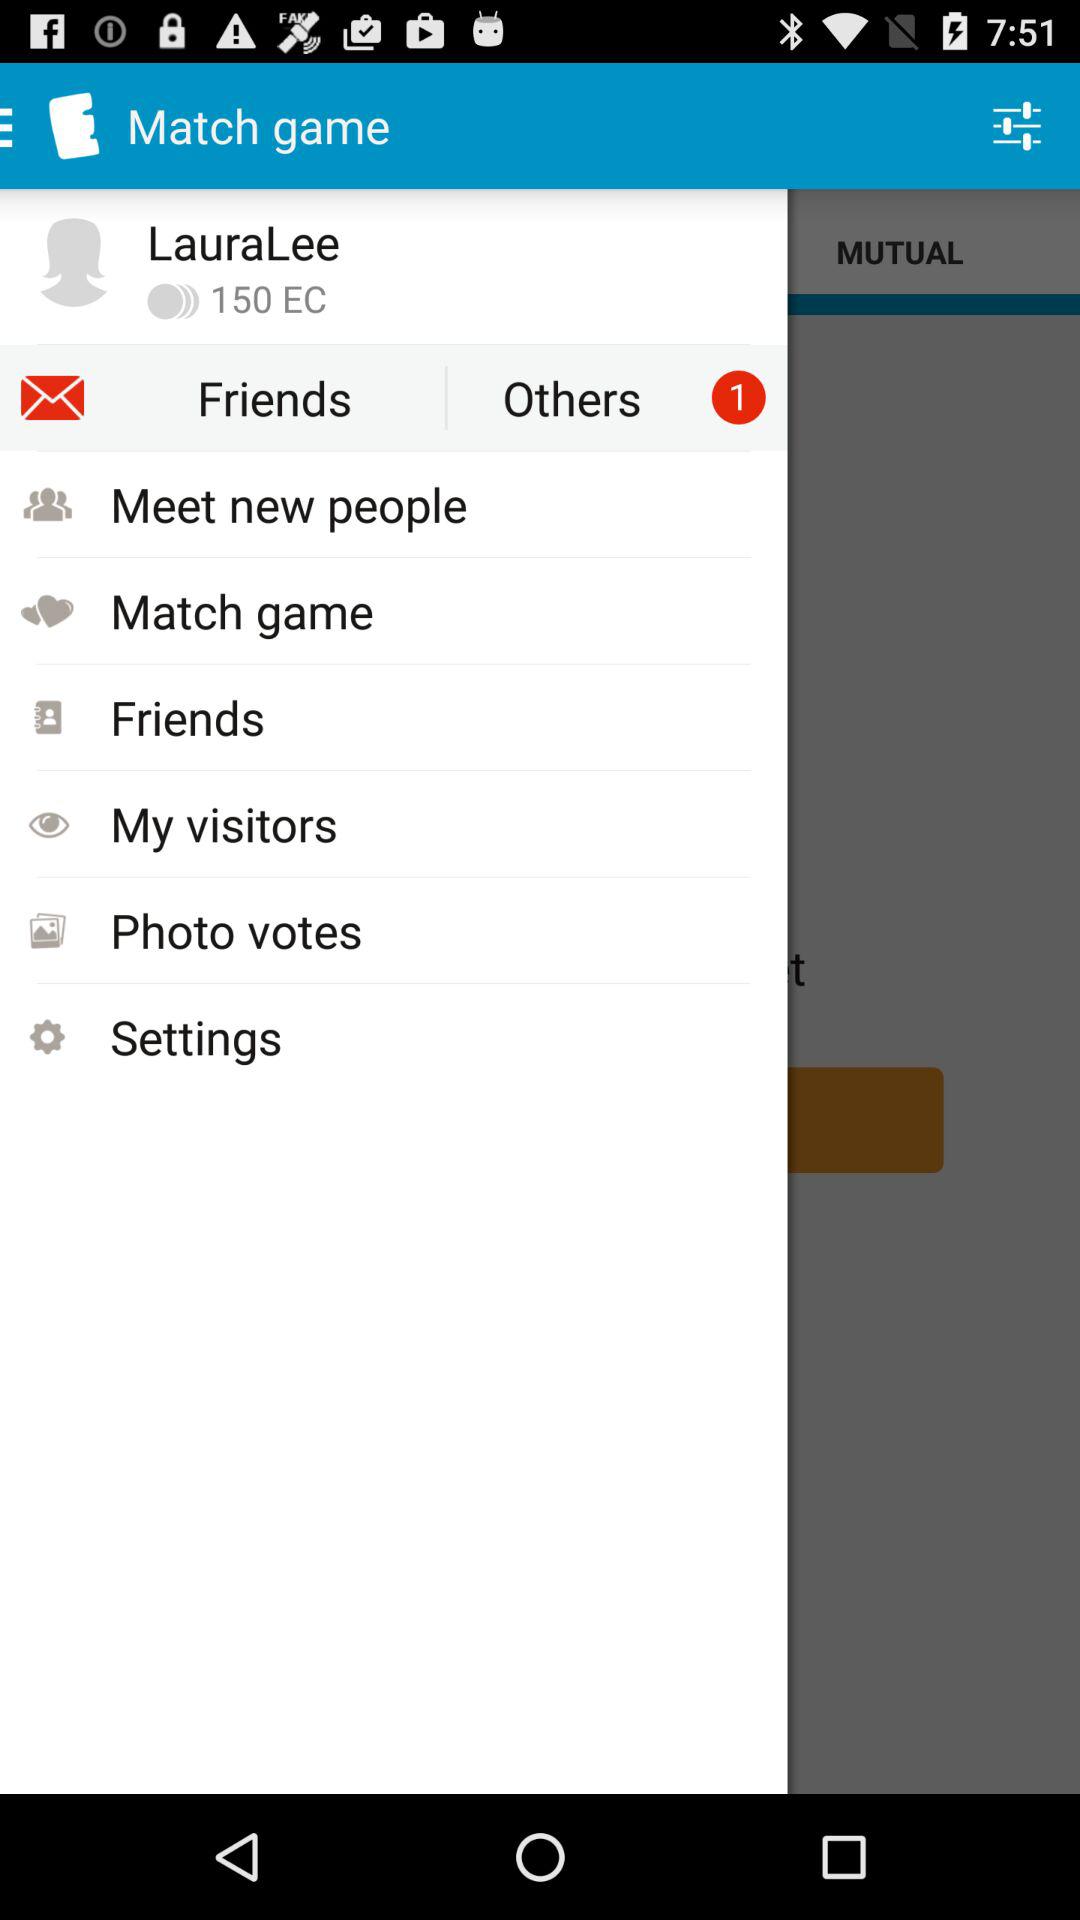 FAKE
7:51
Match game
LauraLee
MUTUAL
150 EC
Friends Others 1
Meet new people
Match game
Friends
My visitors
Photo votes
t
Settings